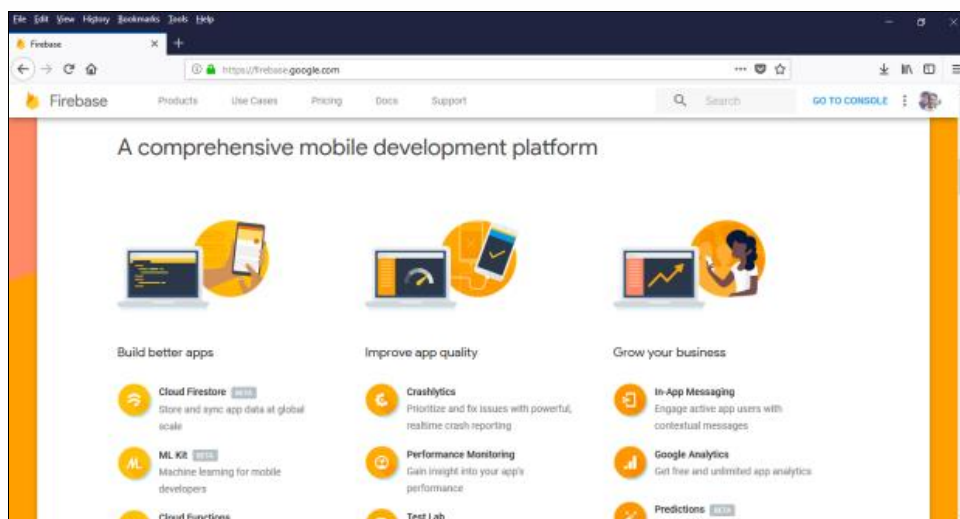 File Edit View History Bookmarks Tools Help
Firebase
https://firebase.google.com
Firebase Products Use Cases Pricing Docs Support Search GO TO CONSOLE
A comprehensive mobile development platform
Build better apps
Cloud Firestore BETA
Store and sync app data at global
scale
ML Kit BETA
Machine learning for mobile
developers
Cloud Functions
Improve app quality
Crashlytics
Prioritize and fix issues with powerful,
realtime crash reporting
Performance Monitoring
Gain insight into your app's
performance
Test Lab
Grow your business
In-App Messaging
Engage active app users with
contextual messages
Google Analytics
Get free and unlimited app analytics
Predictions BETA